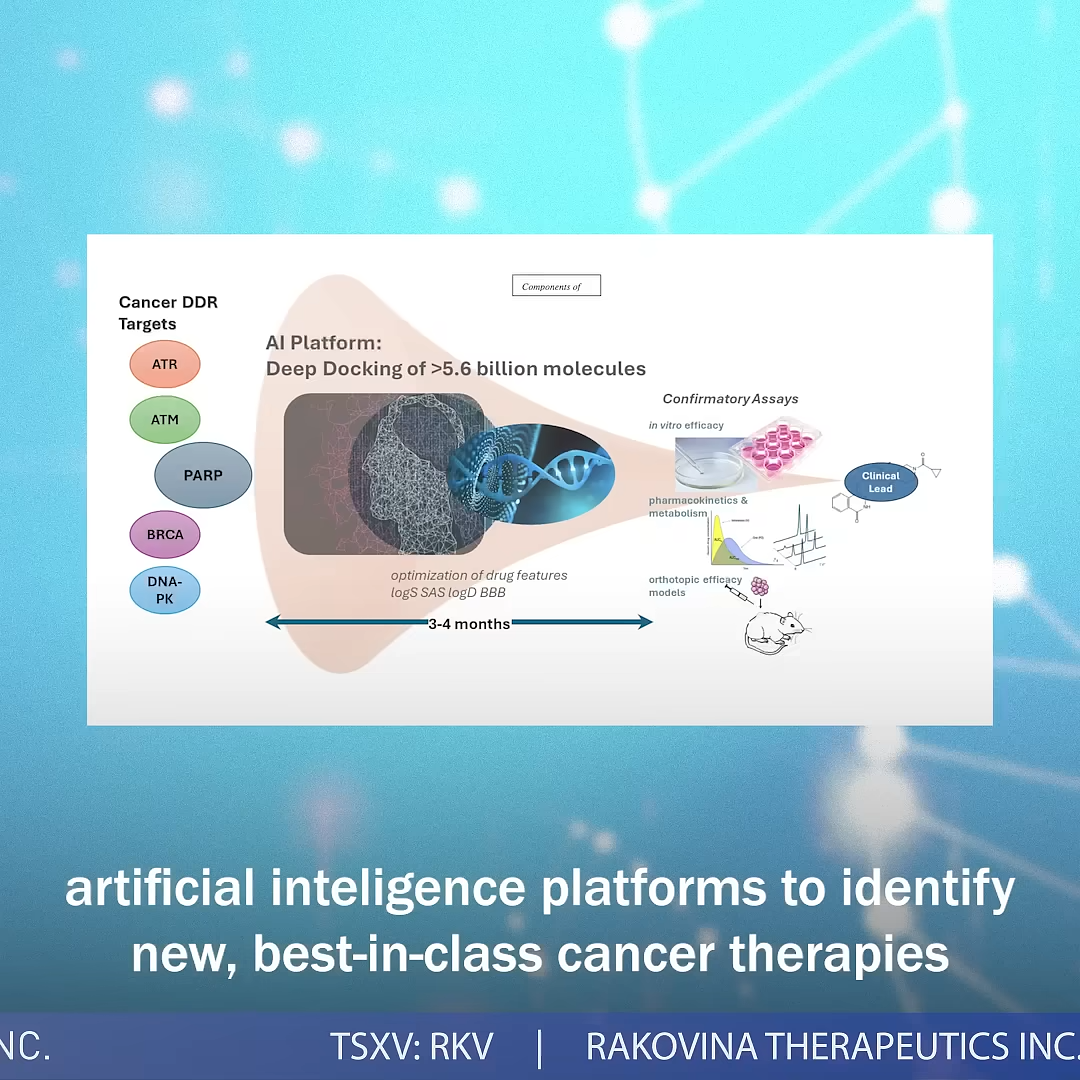 Components of
Cancer DDR
Targets
ATR
ATM
PARP
BRCA
DNA-
PK
AI Platform:
Deep Docking of >5.6 billion molecules
optimization of drug features
logS SAS logD BBB
3-4 months
Confirmatory Assays
in vitro efficacy
pharmacokinetics &
metabolism
orthotopic efficacy
models
Clinical
Lead
artificial inteligence platforms to identify
new, best-in-class cancer therapies
NC.
TSXV: RKV | RAKOVINA THERAPEUTICS INC.